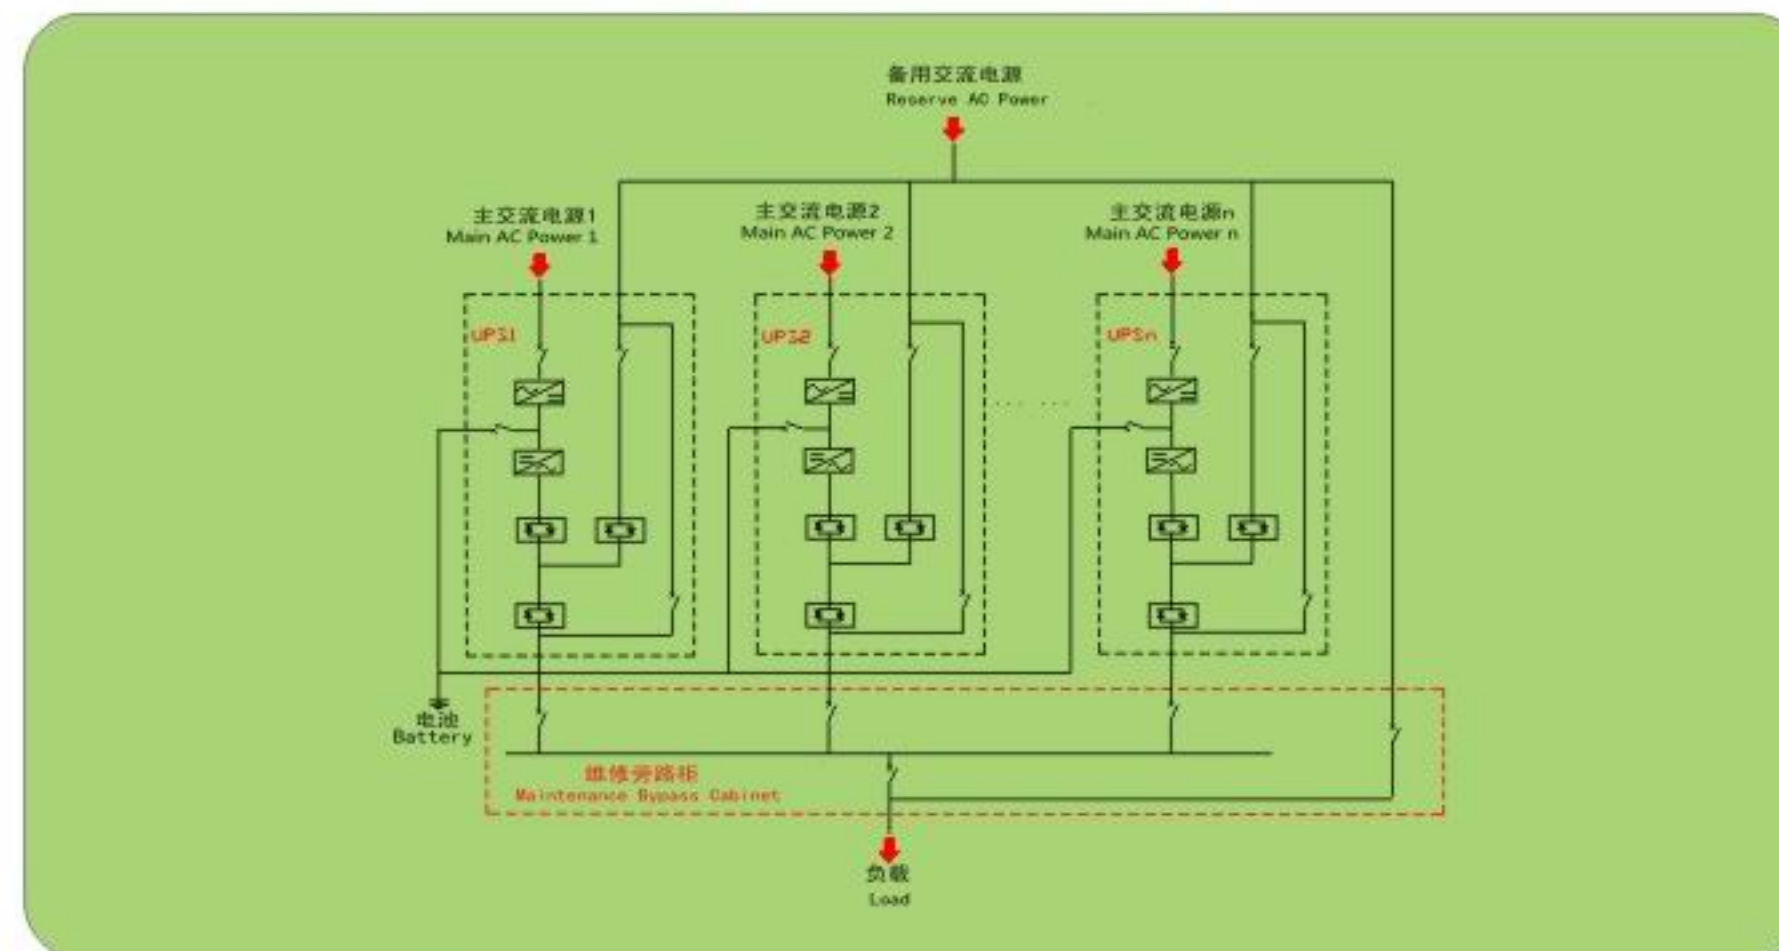 备用交流电源
Reserve AC Power
主交流电源1
Main AC Power 1
主交流电源2
Main AC Power 2
主交流电源n
Main AC Power n
UPS1
UPS2
UPSn
... ...
电池
Battery
维修旁路柜
Maintenance Bypass Cabinet
负载
Load